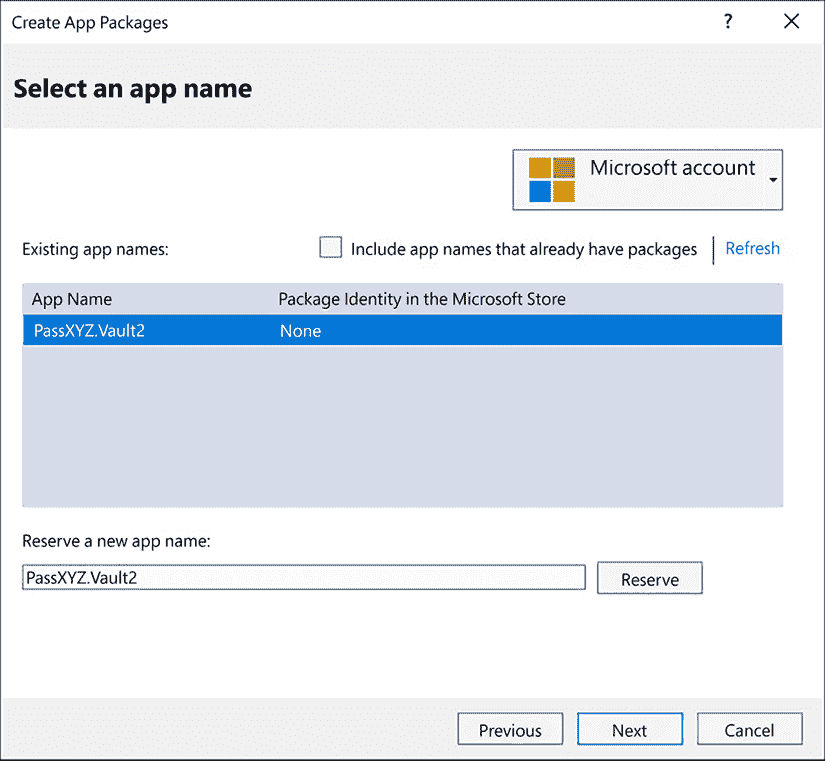 Create App Packages ?
Select an app name
Microsoft account
Existing app names: Include app names that already have packages Refresh
App Name Package Identity in the Microsoft Store
PassXYZ.Vault2 None
Reserve a new app name:
PassXYZ.Vault2 Reserve
Previous Next Cancel